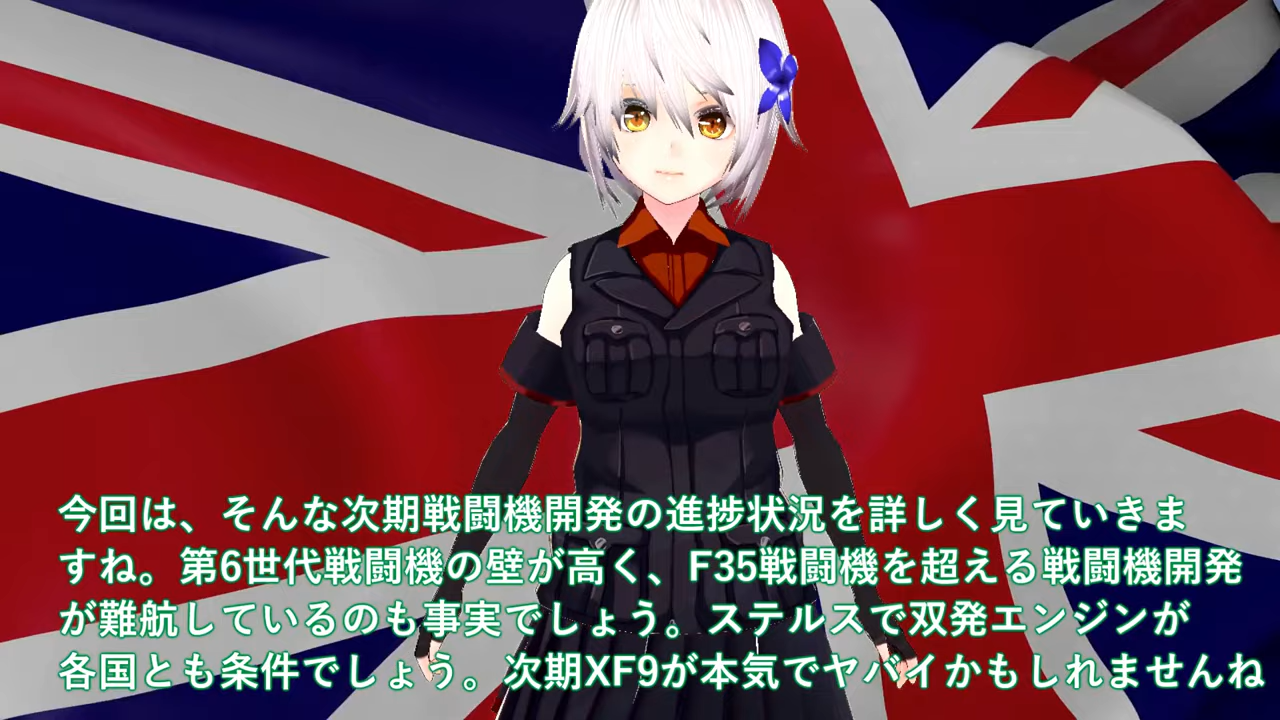 今回は、そんな次期戦闘機開発の進捗状況を詳しく見ていきま
すね。第6世代戦闘機の壁が高く、F35戦闘機を超える戦闘機開発
が難航しているのも事実でしょう。ステルスで双発エンジンが
各国とも条件でしょう。次期XF9が本気でヤバイかもしれませんね